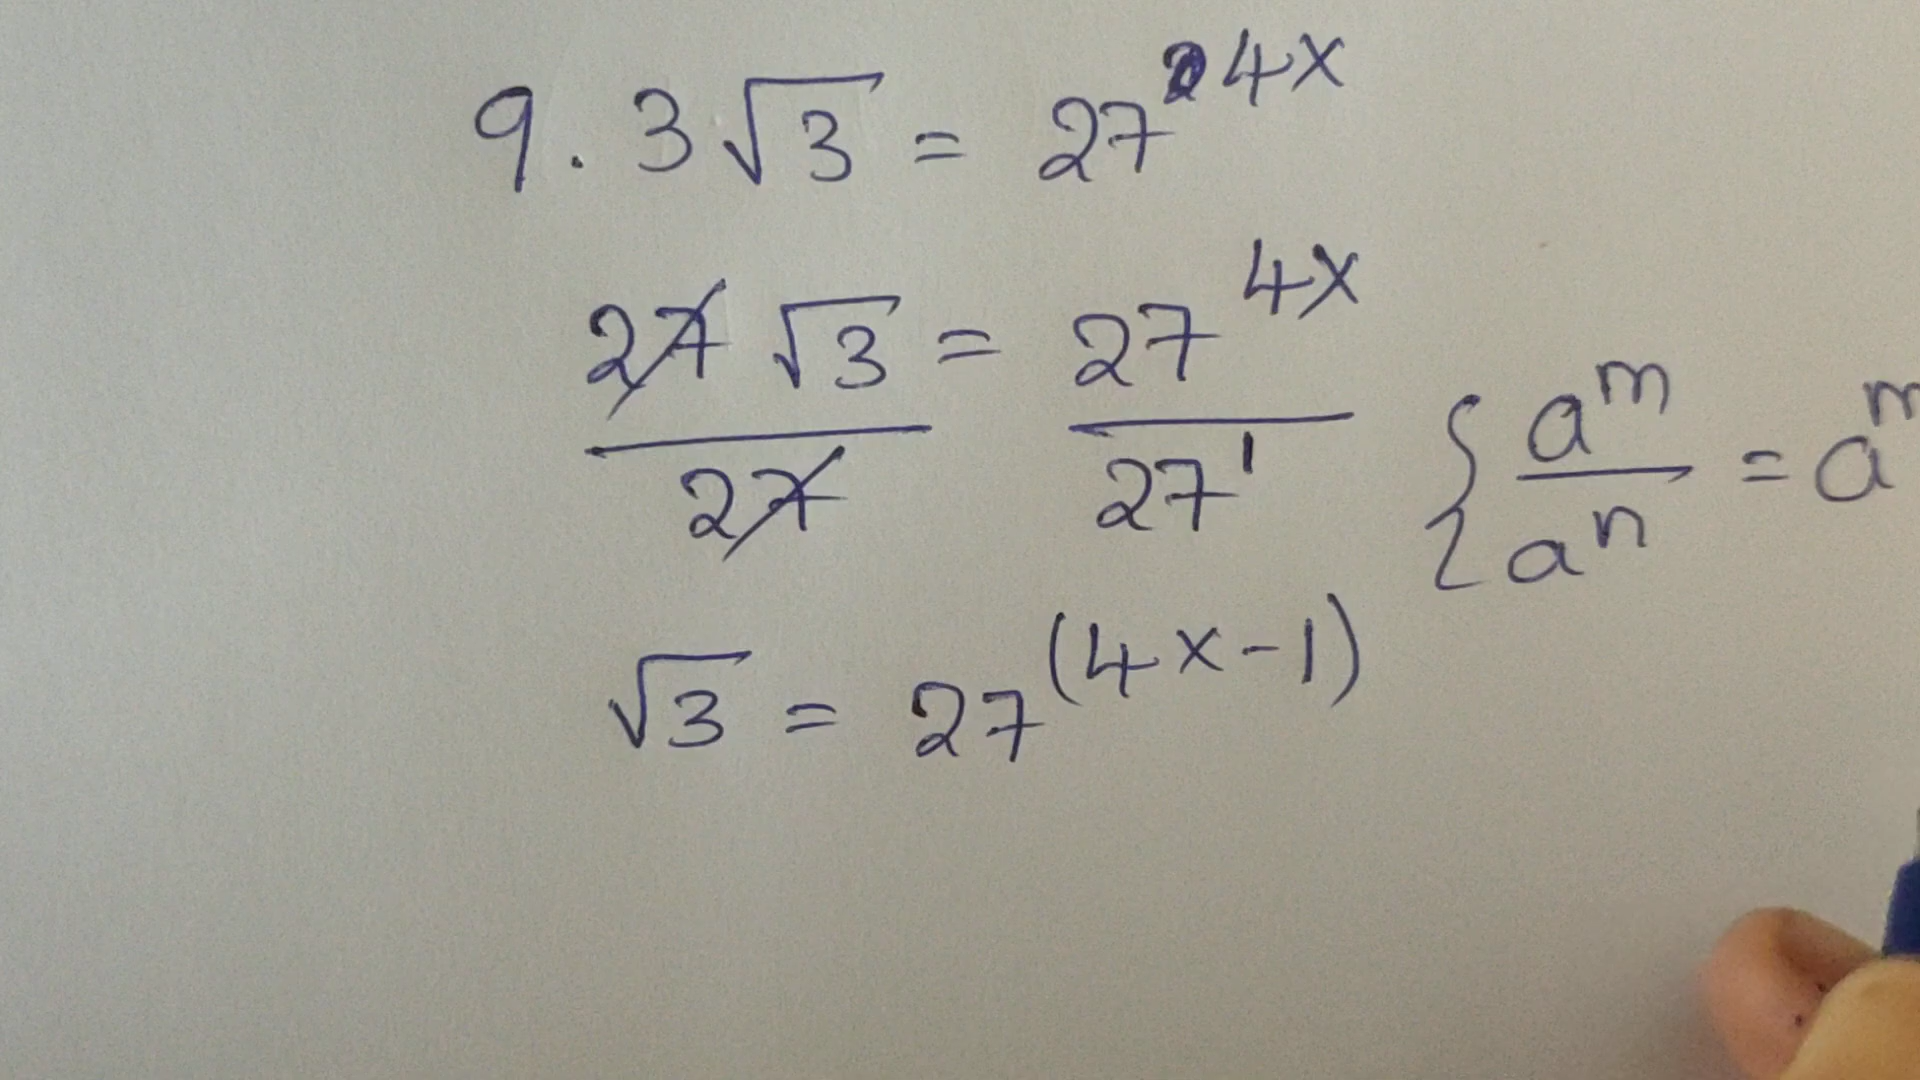 9 . 3 √3 = 27^4x
27 √3 = 27^4x
27 27^1 { a^m / a^n = a^m
√3 = 27^(4x-1)